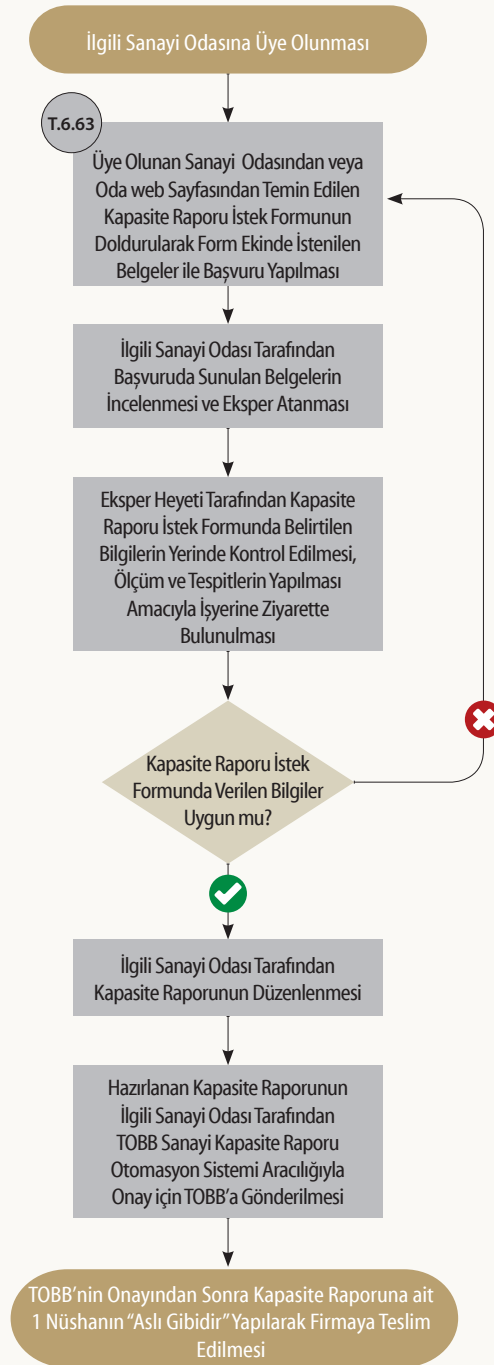 İlgili Sanayi Odasına Üye Olunması
T.6.63
Üye Olunan Sanayi Odasından veya
Oda web Sayfasından Temin Edilen
Kapasite Raporu İstek Formunun
Doldurularak Form Ekinde İstenilen
Belgeler ile Başvuru Yapılması
İlgili Sanayi Odası Tarafından
Başvuruda Sunulan Belgelerin
İncelenmesi ve Eksper Atanması
Eksper Heyeti Tarafından Kapasite
Raporu İstek Formunda Belirtilen
Bilgilerin Yerinde Kontrol Edilmesi,
Ölçüm ve Tespitlerin Yapılması
Amacıyla İşyerine Ziyarette
Bulunulması
Kapasite Raporu İstek
Formunda Verilen Bilgiler
Uygun mu?
İlgili Sanayi Odası Tarafından
Kapasite Raporunun Düzenlenmesi
Hazırlanan Kapasite Raporunun
İlgili Sanayi Odası Tarafından
TOBB Sanayi Kapasite Raporu
Otomasyon Sistemi Aracılığıyla
Onay için TOBB’a Gönderilmesi
TOBB’nin Onayından Sonra Kapasite Raporuna ait
1 Nüshanın “Aslı Gibidir” Yapılarak Firmaya Teslim
Edilmesi